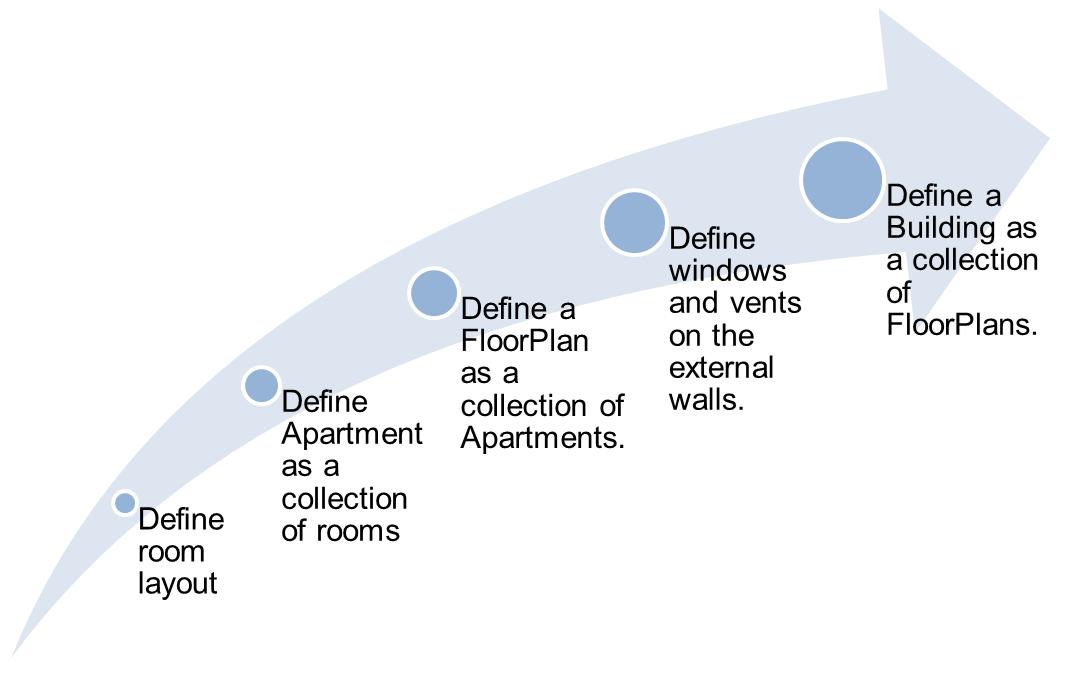 Define
room
layout
Define
Apartment
as a
collection
of rooms
Define a
FloorPlan
as a
collection of
Apartments.
Define
windows
and vents
on the
external
walls.
Define a
Building as
a collection
of
FloorPlans.